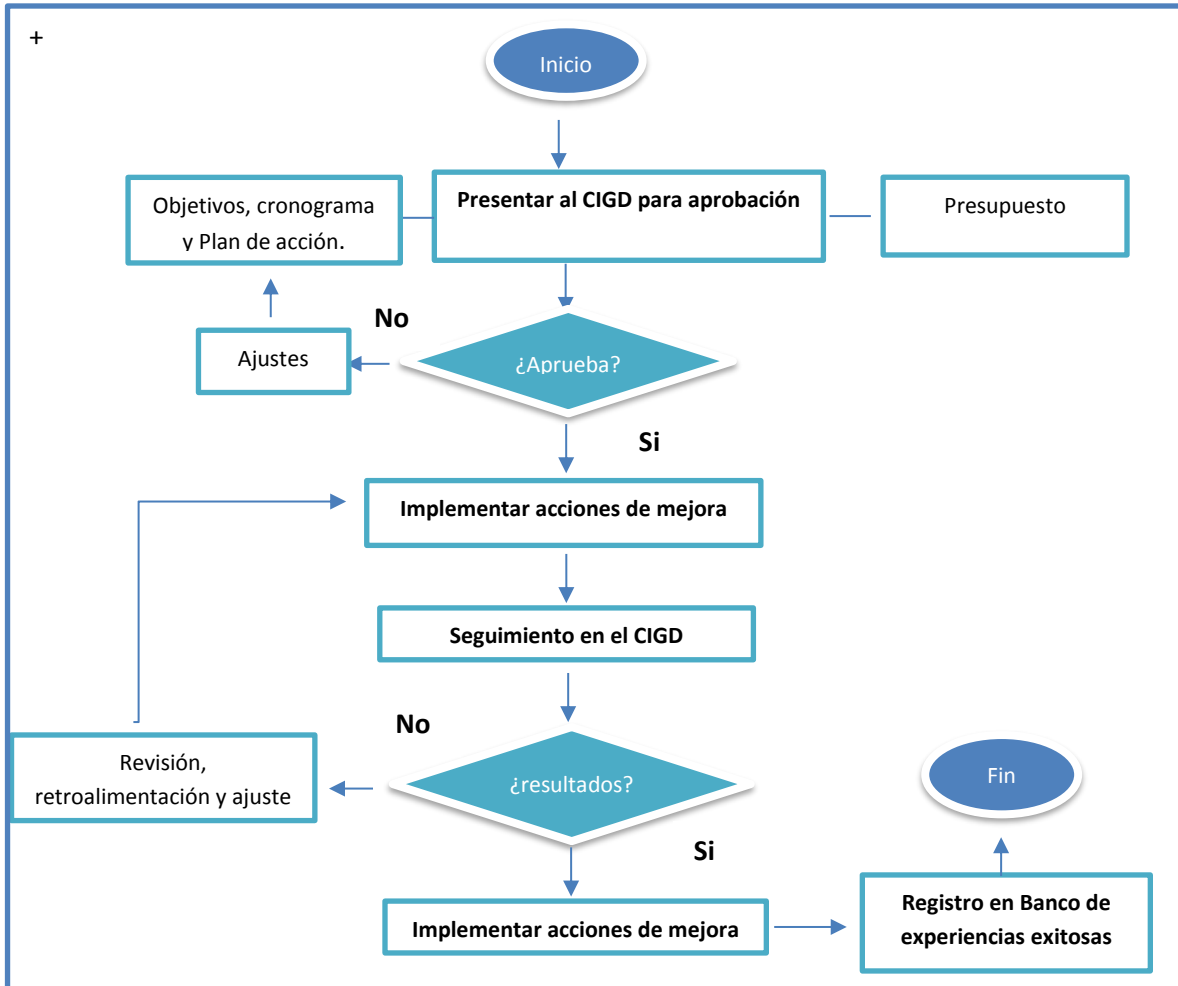 +
Inicio
Objetivos, cronograma
y Plan de acción.
Presentar al CIGD para aprobación
Presupuesto
No
Ajustes
¿Aprueba?
Si
Implementar acciones de mejora
Seguimiento en el CIGD
No
Revisión,
retroalimentación y ajuste
¿resultados?
Fin
Si
Implementar acciones de mejora
Registro en Banco de
experiencias exitosas